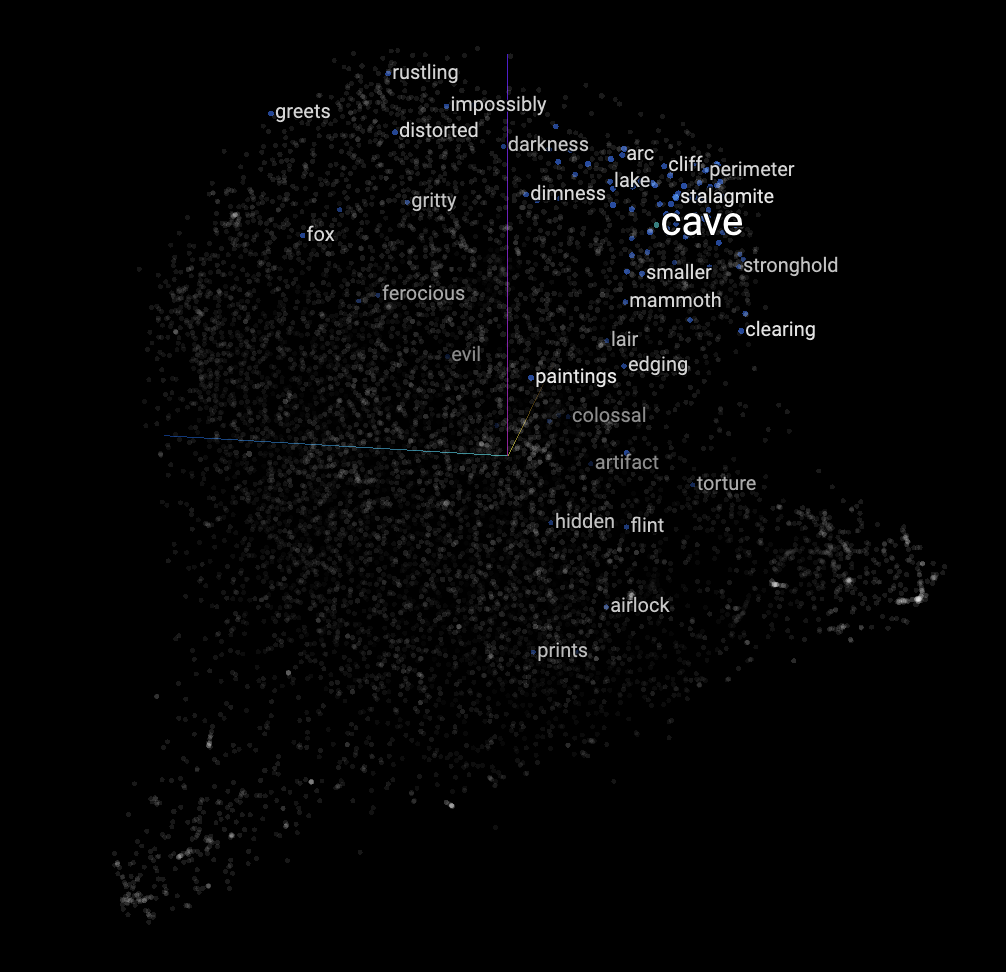 rustling
impossibly
greets
distorted
darkness
arc
cliff
perimeter
lake
dimness
stalagmite
gritty
cave
fox
stronghold
smaller
ferocious
mammoth
clearing
lair
evil
edging
paintings
colossal
artifact
torture
hidden
flint
airlock
prints